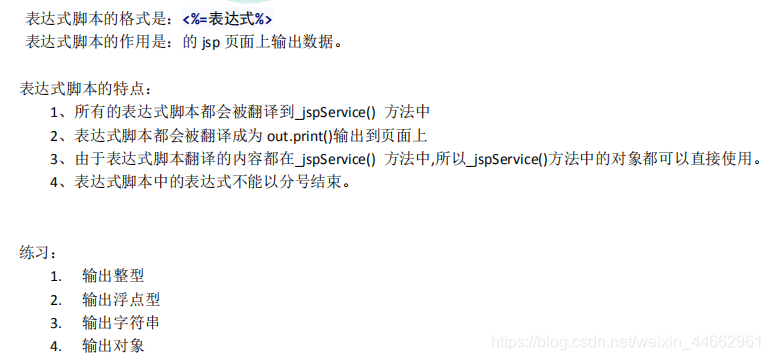 表达式脚本的格式是：<%=表达式%>
表达式脚本的作用是：的 jsp 页面上输出数据。
表达式脚本的特点：
1、所有的表达式脚本都会被翻译到_jspService() 方法中
2、表达式脚本都会被翻译成为 out.print()输出到页面上
3、由于表达式脚本翻译的内容都在_jspService() 方法中,所以_jspService()方法中的对象都可以直接使用。
4、表达式脚本中的表达式不能以分号结束。
练习：
1. 输出整型
2. 输出浮点型
3. 输出字符串
4. 输出对象
https://blog.csdn.net/weixin_44662961